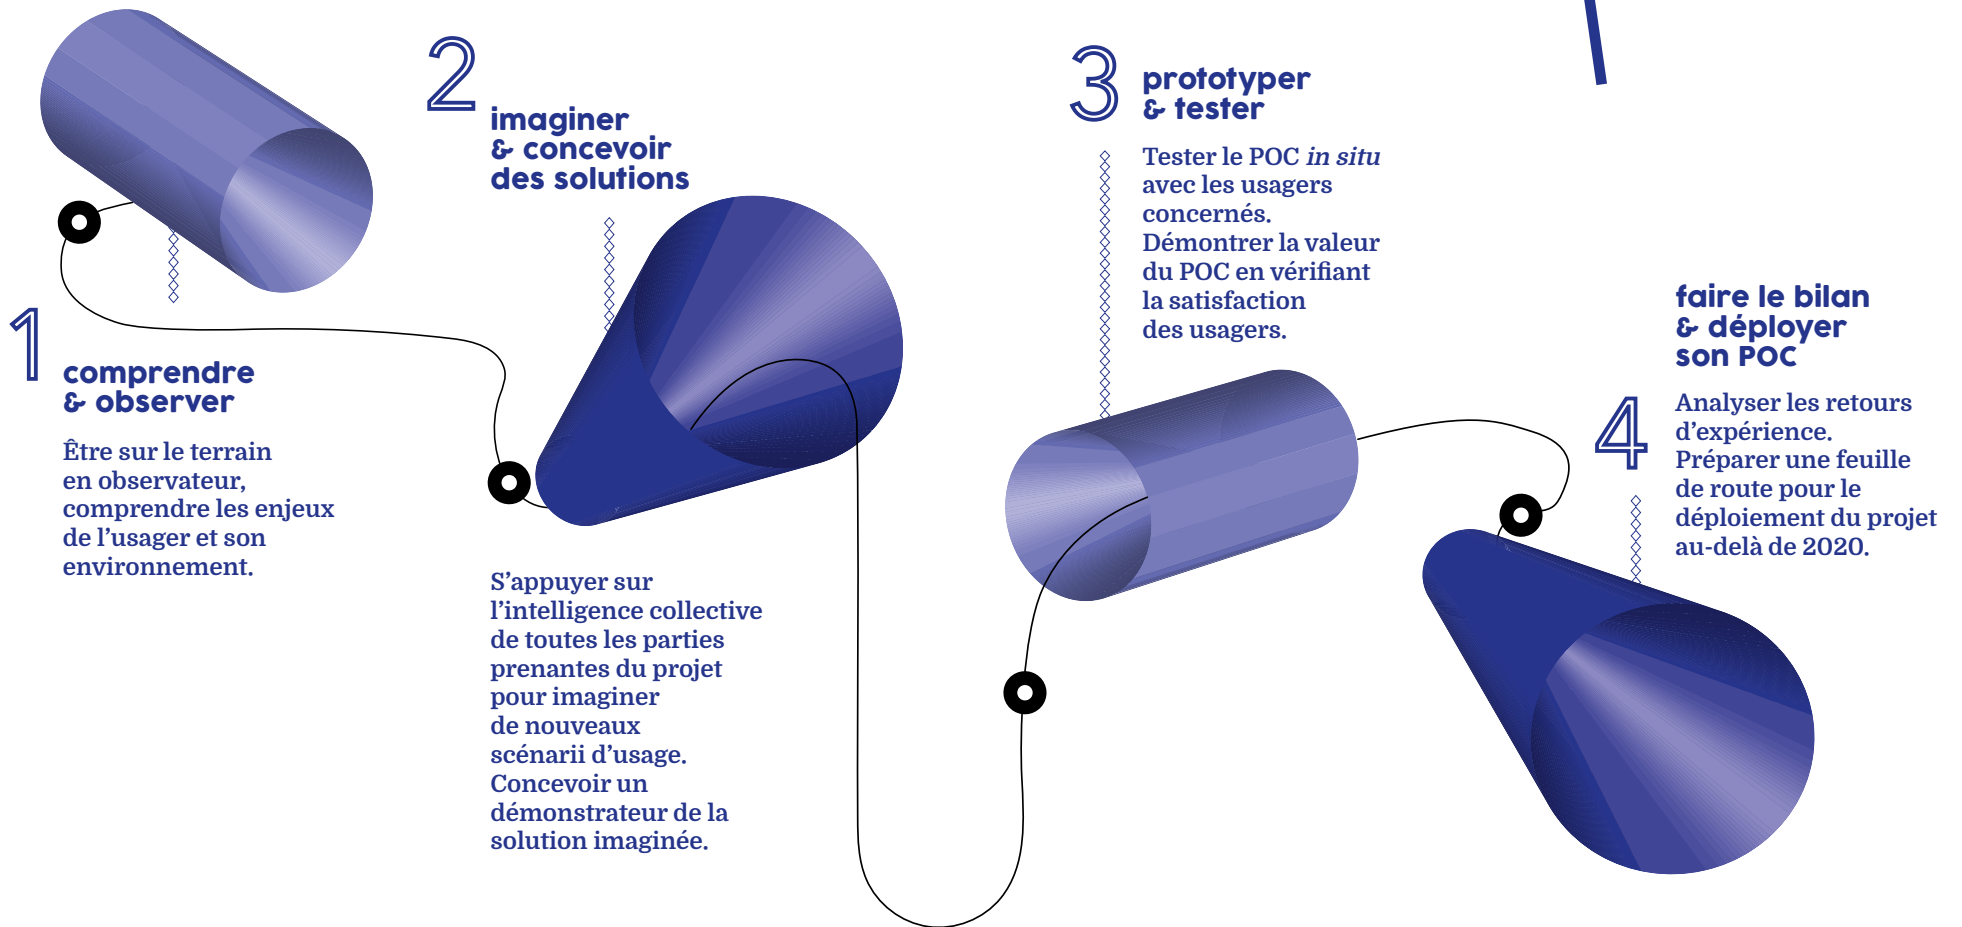 1
comprendre
& observer
Être sur le terrain
en observateur,
comprendre les enjeux
de l’usager et son
environnement.
2
imaginer
& concevoir
des solutions
S’appuyer sur
l’intelligence collective
de toutes les parties
prenantes du projet
pour imaginer
de nouveaux
scénarii d’usage.
Concevoir un
démonstrateur de la
solution imaginée.
3
prototyper
& tester
Tester le POC in situ
avec les usagers
concernés.
Démontrer la valeur
du POC en vérifiant
la satisfaction
des usagers.
4
faire le bilan
& déployer
son POC
Analyser les retours
d’expérience.
Préparer une feuille
de route pour le
déploiement du projet
au-delà de 2020.